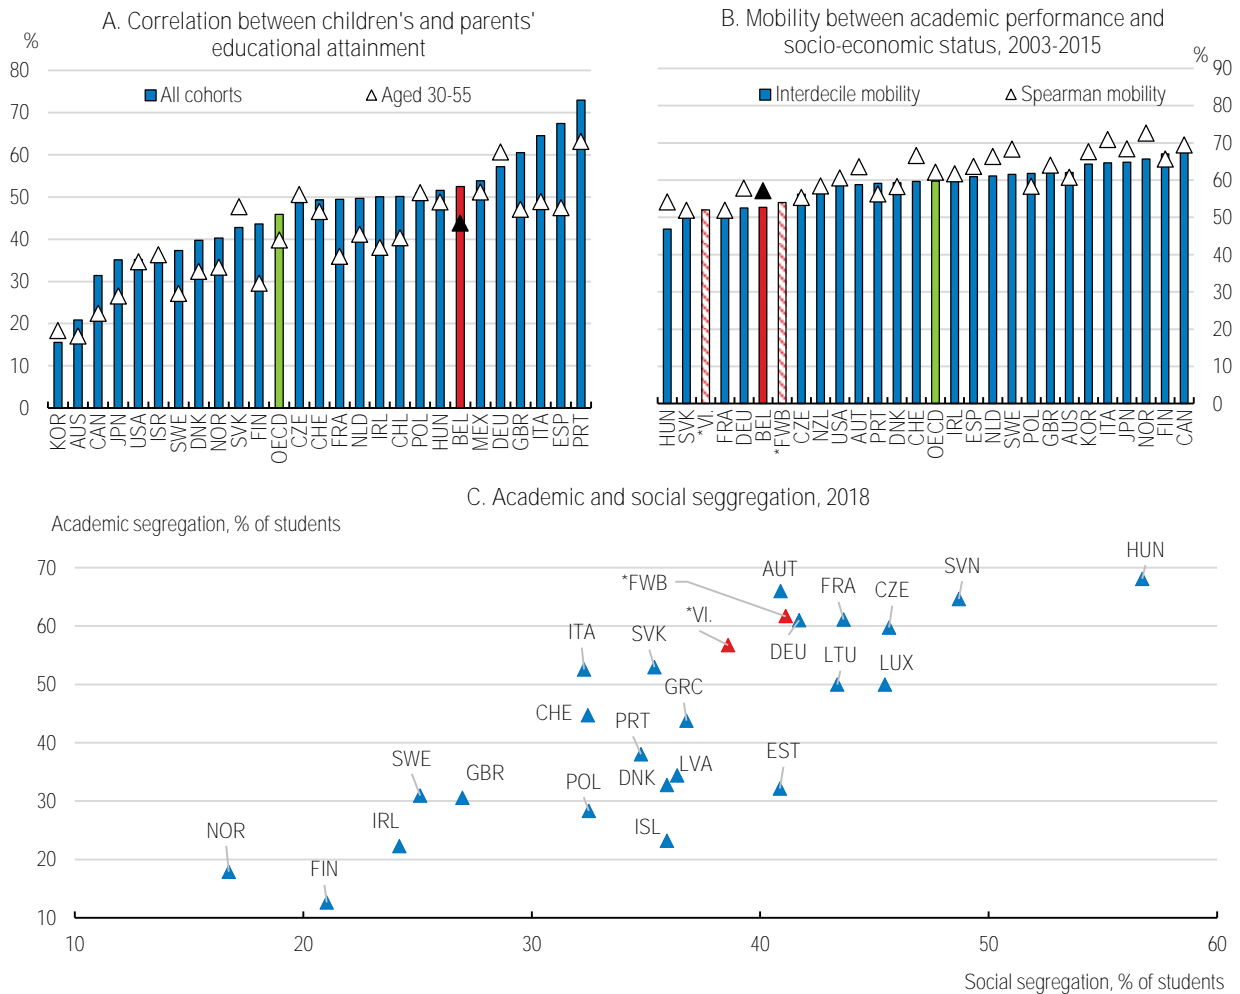 A. Correlation between children's and parents'
educational attainment
%
80
70
60
50
40
30
20
10
0
All cohorts
Aged 30-55
KOR
AUS
CAN
JPN
USA
ISR
SWE
DNK
NOR
SVK
FIN
OECD
CZE
CHE
FRA
NLD
IRL
CHL
POL
HUN
BEL
MEX
DEU
GBR
ITA
ESP
PRT
B. Mobility between academic performance and
socio-economic status, 2003-2015
%
90
80
70
60
50
40
30
20
10
0
Interdecile mobility
Spearman mobility
HUN
SVK
*VI.
FRA
DEU
BEL
*FWB
CZE
NZL
USA
AUT
PRT
DNK
CHE
OECD
IRL
ESP
NLD
SWE
POL
GBR
AUS
KOR
ITA
JPN
NOR
FIN
CAN
C. Academic and social seggregation, 2018
Academic segregation, % of students
70
60
50
40
30
20
10
HUN
SVN
AUT
*FWB
FRA
CZE
*VI.
ITA
SVK
DEU
LTU
LUX
GRC
CHE
PRT
EST
SWE
LVA
GBR
DNK
POL
IRL
ISL
NOR
FIN
10
20
30
40
50
60
Social segregation, % of students